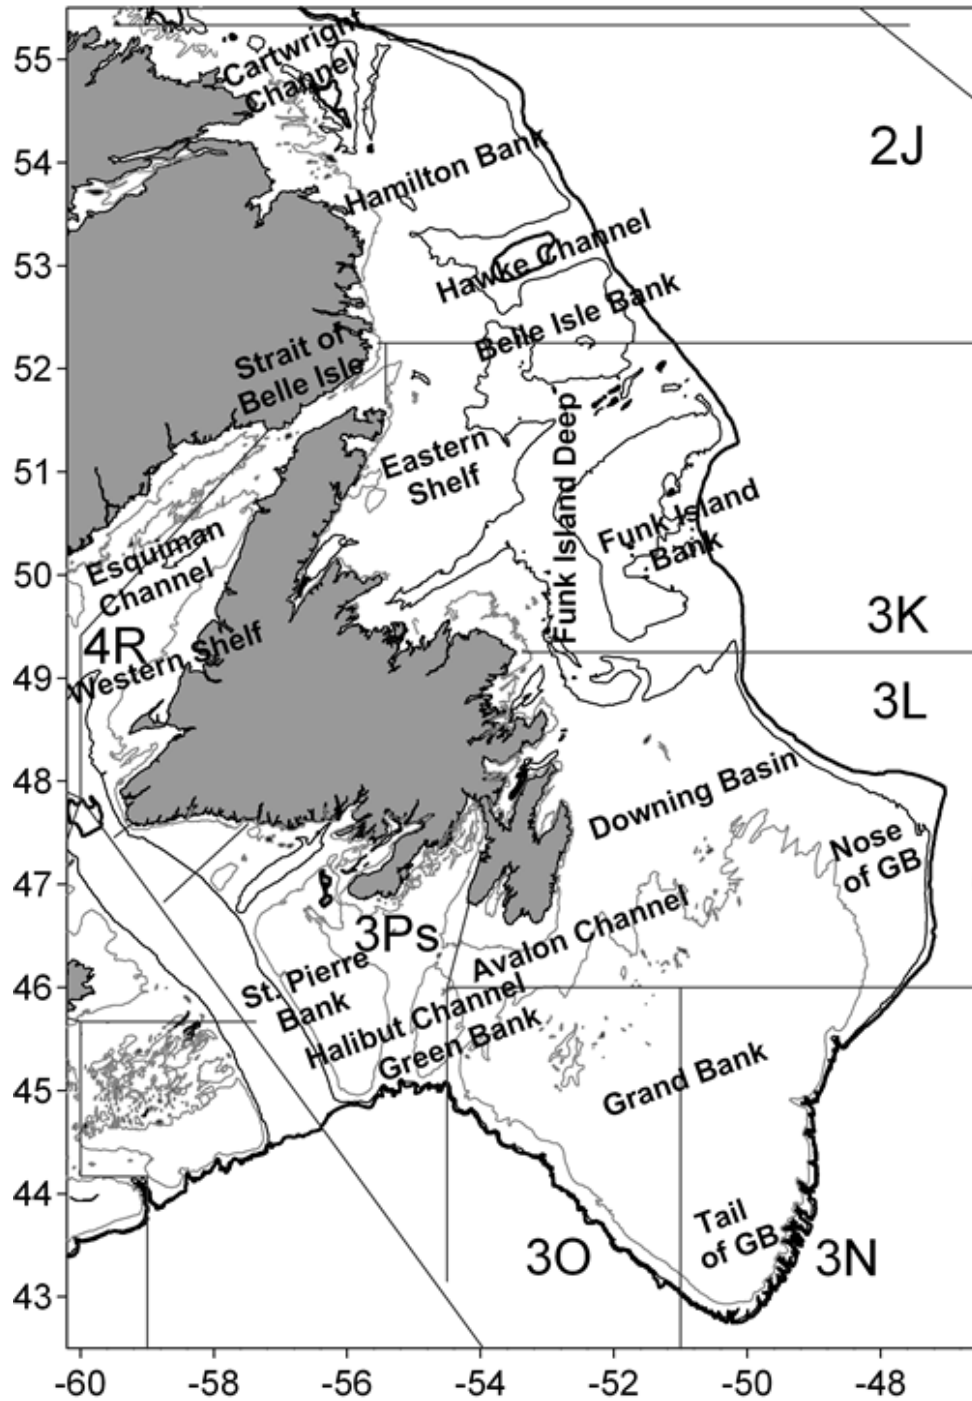 55
Cartwright
Channel
2J
54
Hamilton Bank
53
Hawke Channel
Belle Isle Bank
52
Strait of
Belle Isle
51
Eastern
Shelf
Funk Island Deep
Funk Island
Bank
50
Esquiman
Channel
3K
4R
Western Shelf
49
3L
48
Downing Basin
Nose
of GB
47
3Ps
Avalon Channel
46
St. Pierre
Bank
Halibut Channel
Green Bank
45
Grand Bank
44
Tail
of GB
3O
3N
43
-60
-58
-56
-54
-52
-50
-48